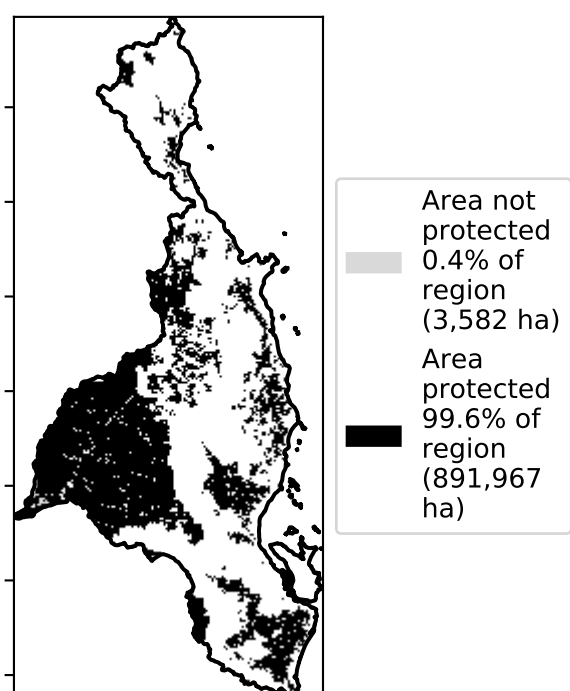 Area not
protected
0.4% of
region
(3,582 ha)
Area
protected
99.6% of
region
(891,967
ha)